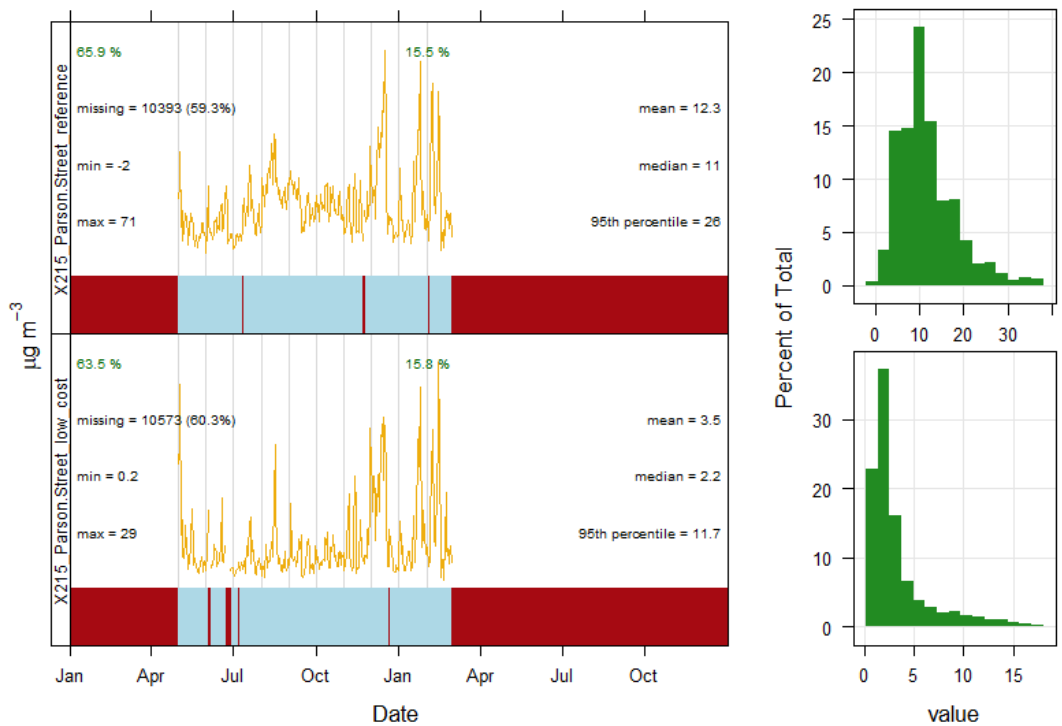 65.9 %
15.5 %
X215_Parson.Street_reference
missing = 10393 (59.3%)
mean = 12.3
min = -2
median = 11
max = 71
95th percentile = 26
63.5 %
15.8 %
X215_Parson.Street_low_cost
missing = 10573 (60.3%)
mean = 3.5
min = 0.2
median = 2.2
max = 29
95th percentile = 11.7
µg m⁻³
Jan Apr Jul Oct Jan Apr Jul Oct
Date
25
20
15
10
5
0
0 10 20 30
Percent of Total
30
20
10
0
0 5 10 15
value